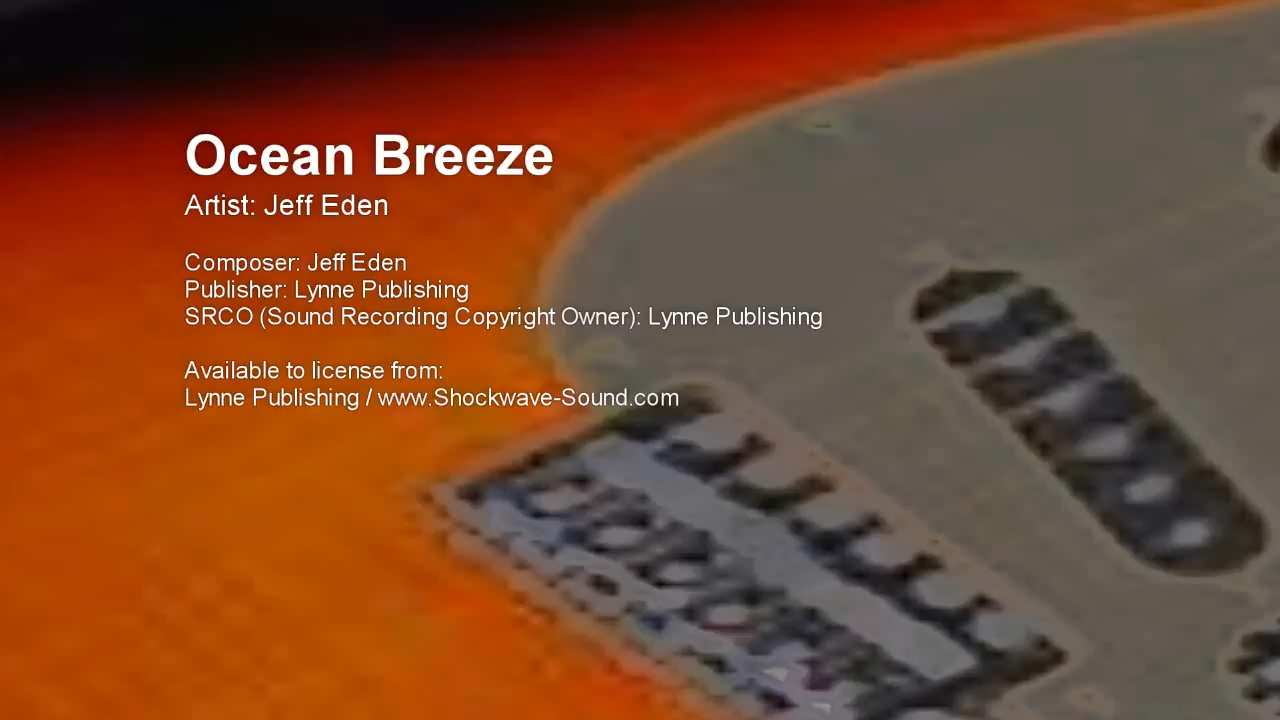 Ocean Breeze
Artist: Jeff Eden
Composer: Jeff Eden
Publisher: Lynne Publishing
SRCO (Sound Recording Copyright Owner): Lynne Publishing
Available to license from:
Lynne Publishing / www.Shockwave-Sound.com